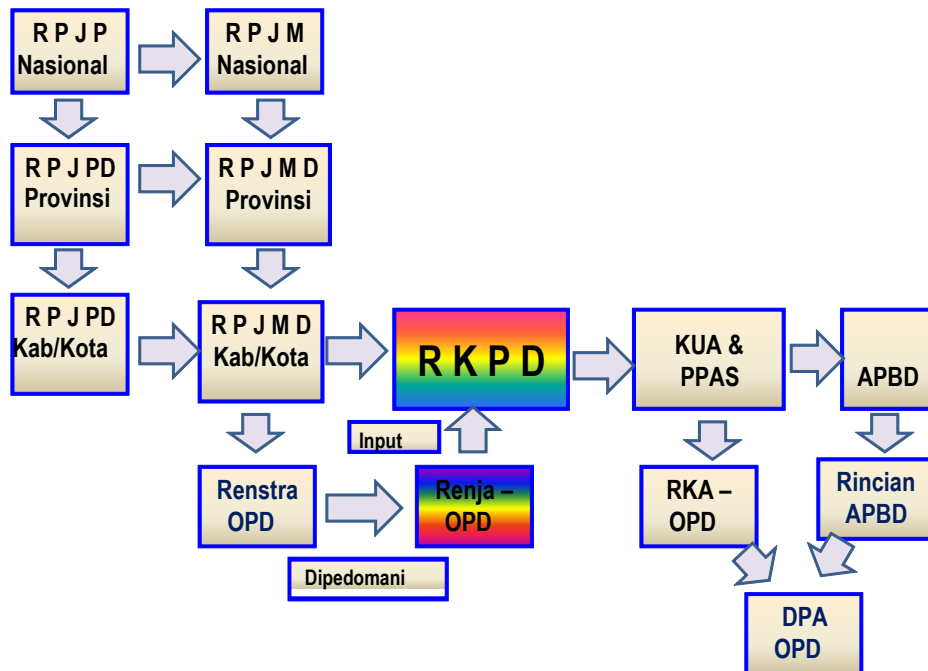 R P J P
Nasional
R P J M
Nasional
R P J PD
Provinsi
R P J M D
Provinsi
R P J PD
Kab/Kota
R P J M D
Kab/Kota
R K P D
KUA &
PPAS
APBD
Input
Renstra
OPD
Renja –
OPD
RKA –
OPD
Rincian
APBD
Dipedomani
DPA
OPD